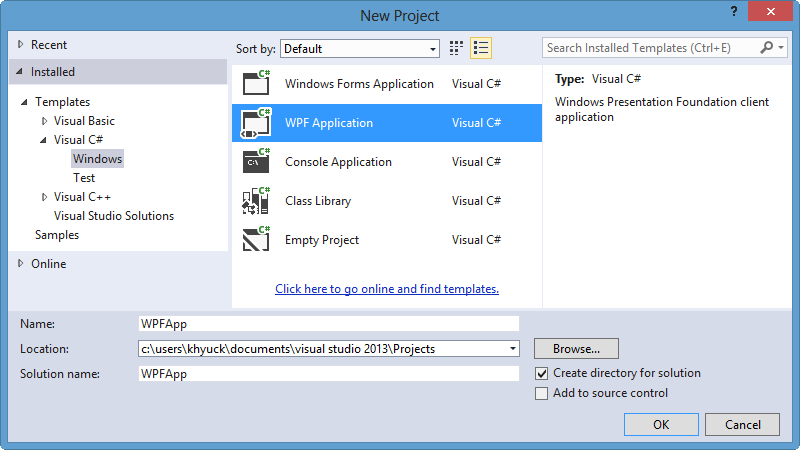 New Project
Recent
Installed
Templates
Visual Basic
Visual C#
Windows
Test
Visual C++
Visual Studio Solutions
Samples
Online
Sort by: Default
Search Installed Templates (Ctrl+E)
C# Windows Forms Application Visual C#
C# WPF Application Visual C#
C# C:\ Console Application Visual C#
C# Class Library Visual C#
C# Empty Project Visual C#
Click here to go online and find templates.
Type: Visual C#
Windows Presentation Foundation client
application
Name: WPFApp
Location: c:\users\khyuck\documents\visual studio 2013\Projects
Browse...
Solution name: WPFApp
Create directory for solution
Add to source control
OK
Cancel